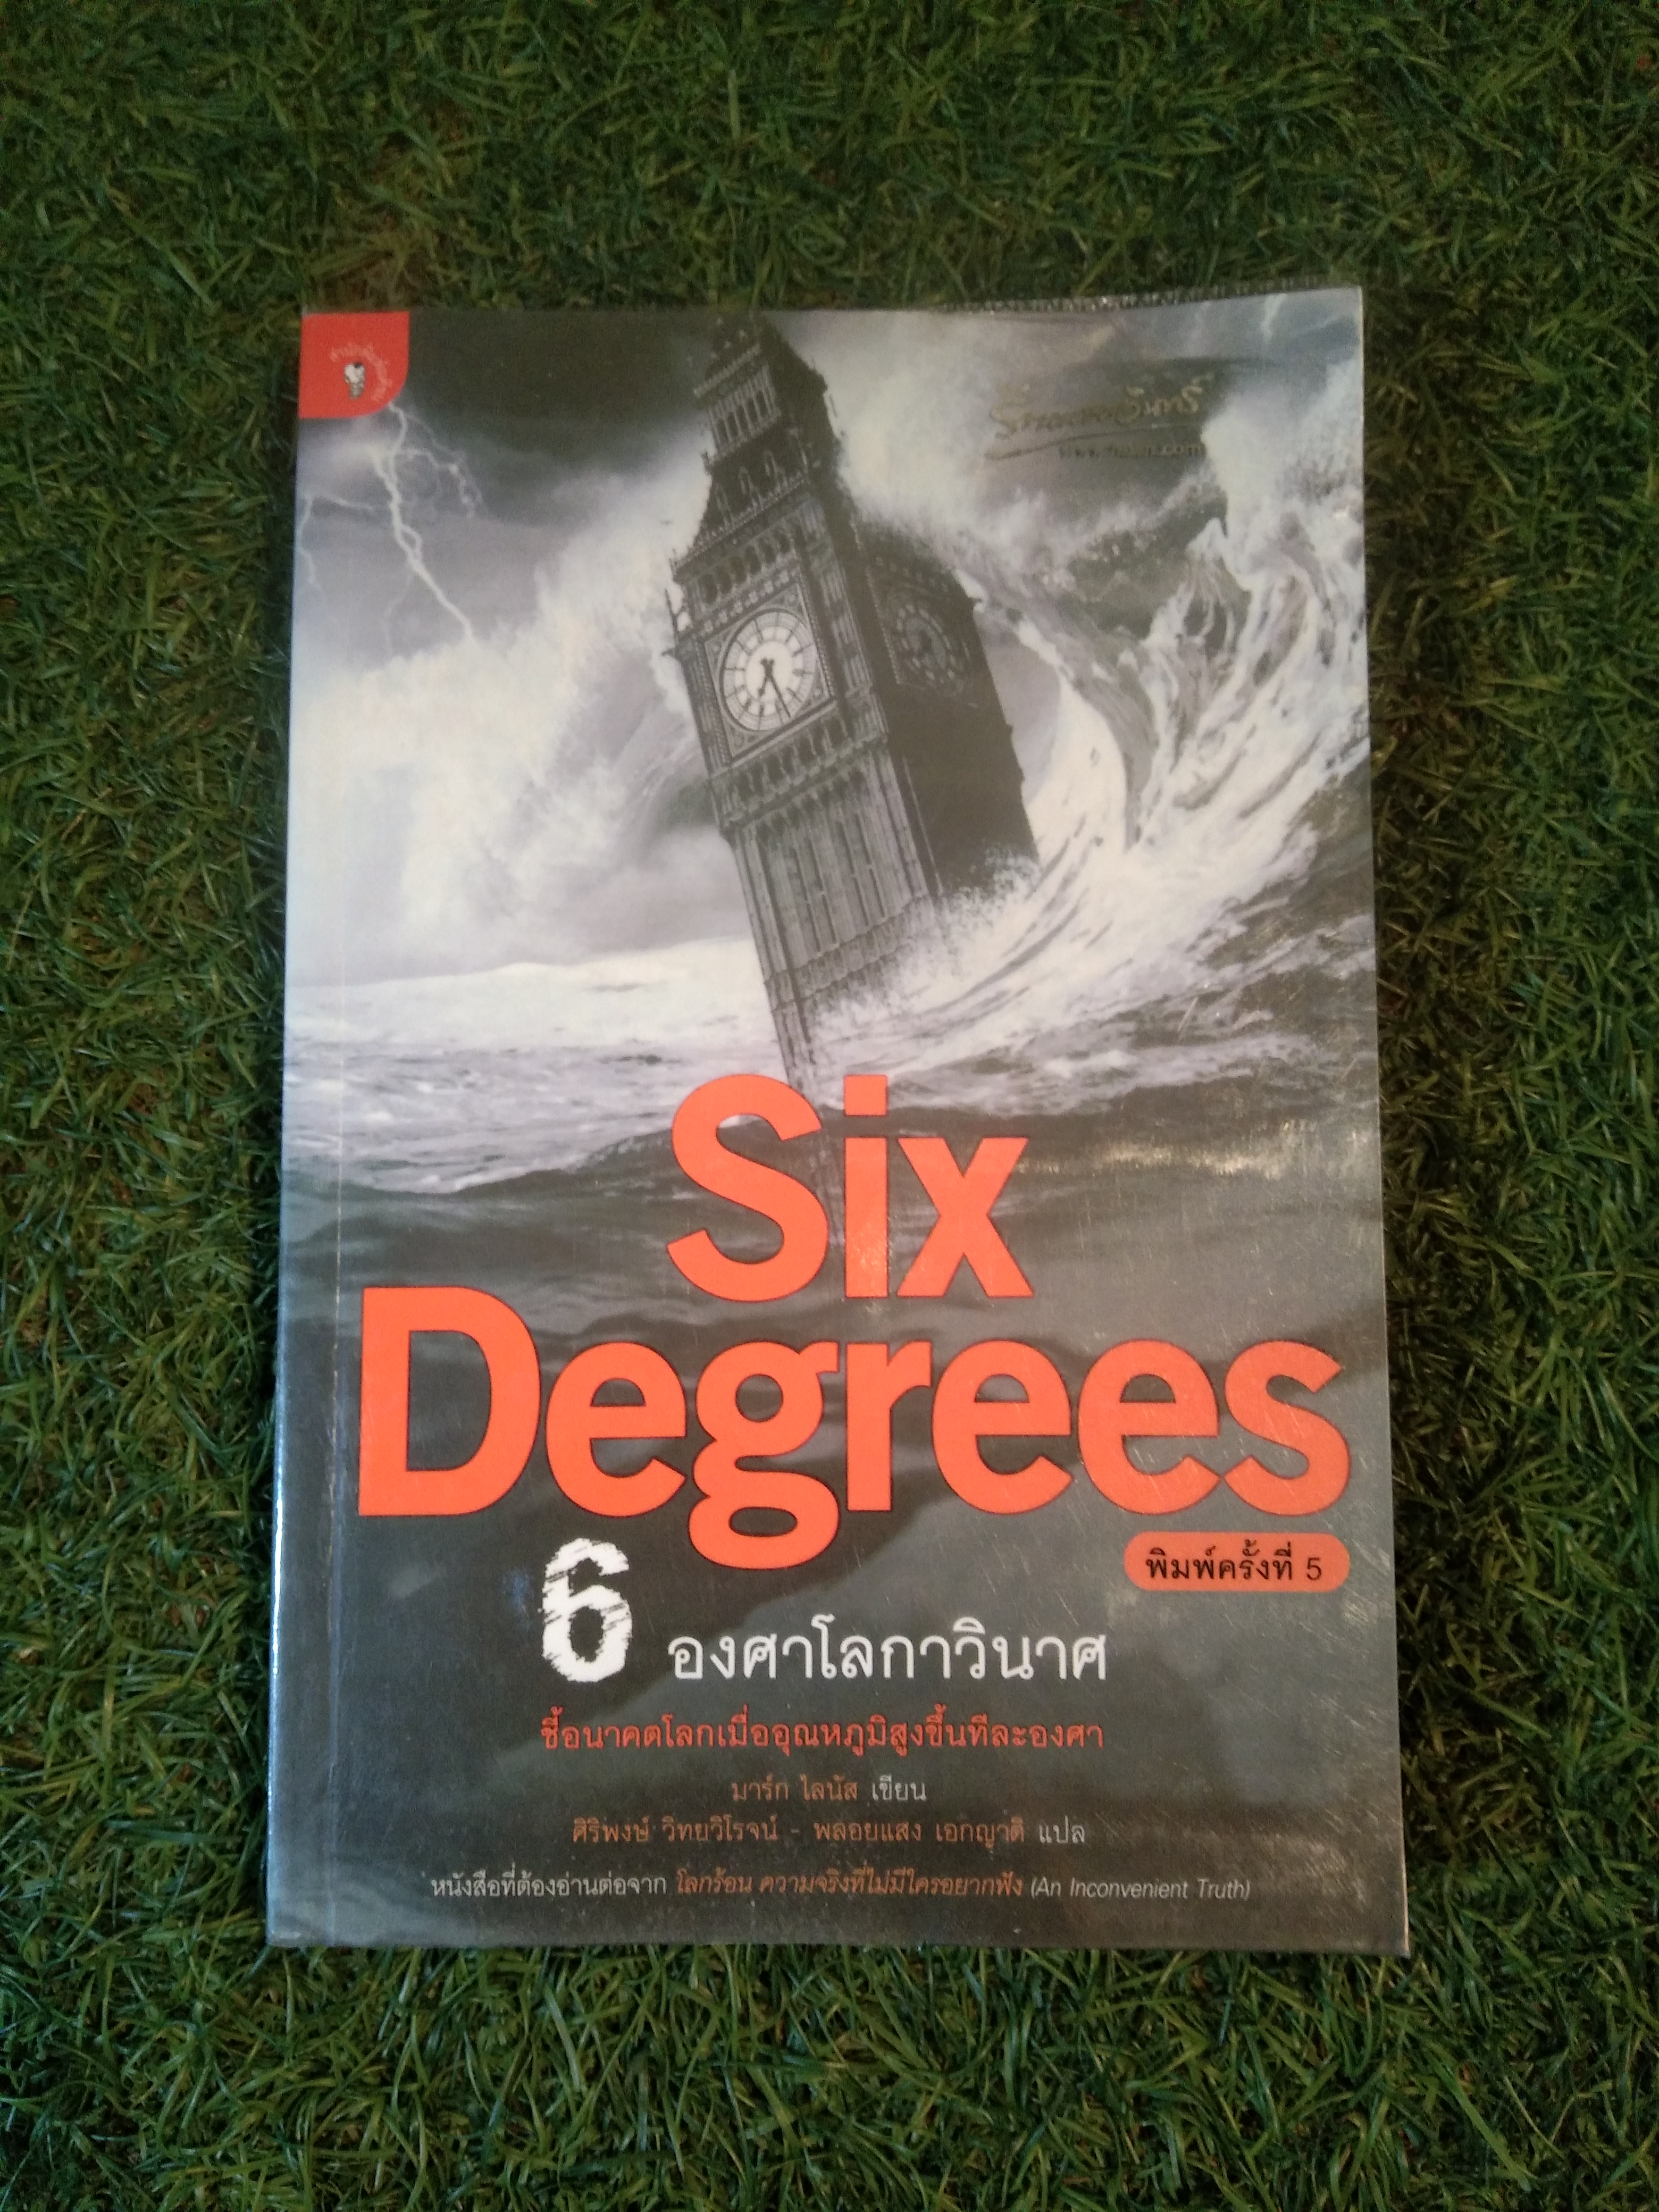 Six
Degrees
พิมพ์ครั้งที่ 5
6 องศาโลกาวินาศ
ชี้อนาคตโลกเมื่ออุณหภูมิสูงขึ้นทีละองศา
มาร์ก ไลนัส เขียน
ศิริพงษ์ วิทยวิโรจน์ - พลอยแสง เอกญาติ แปล
หนังสือที่ต้องอ่านต่อจาก โลกร้อน ความจริงที่ไม่มีใครอยากฟัง (An Inconvenient Truth)